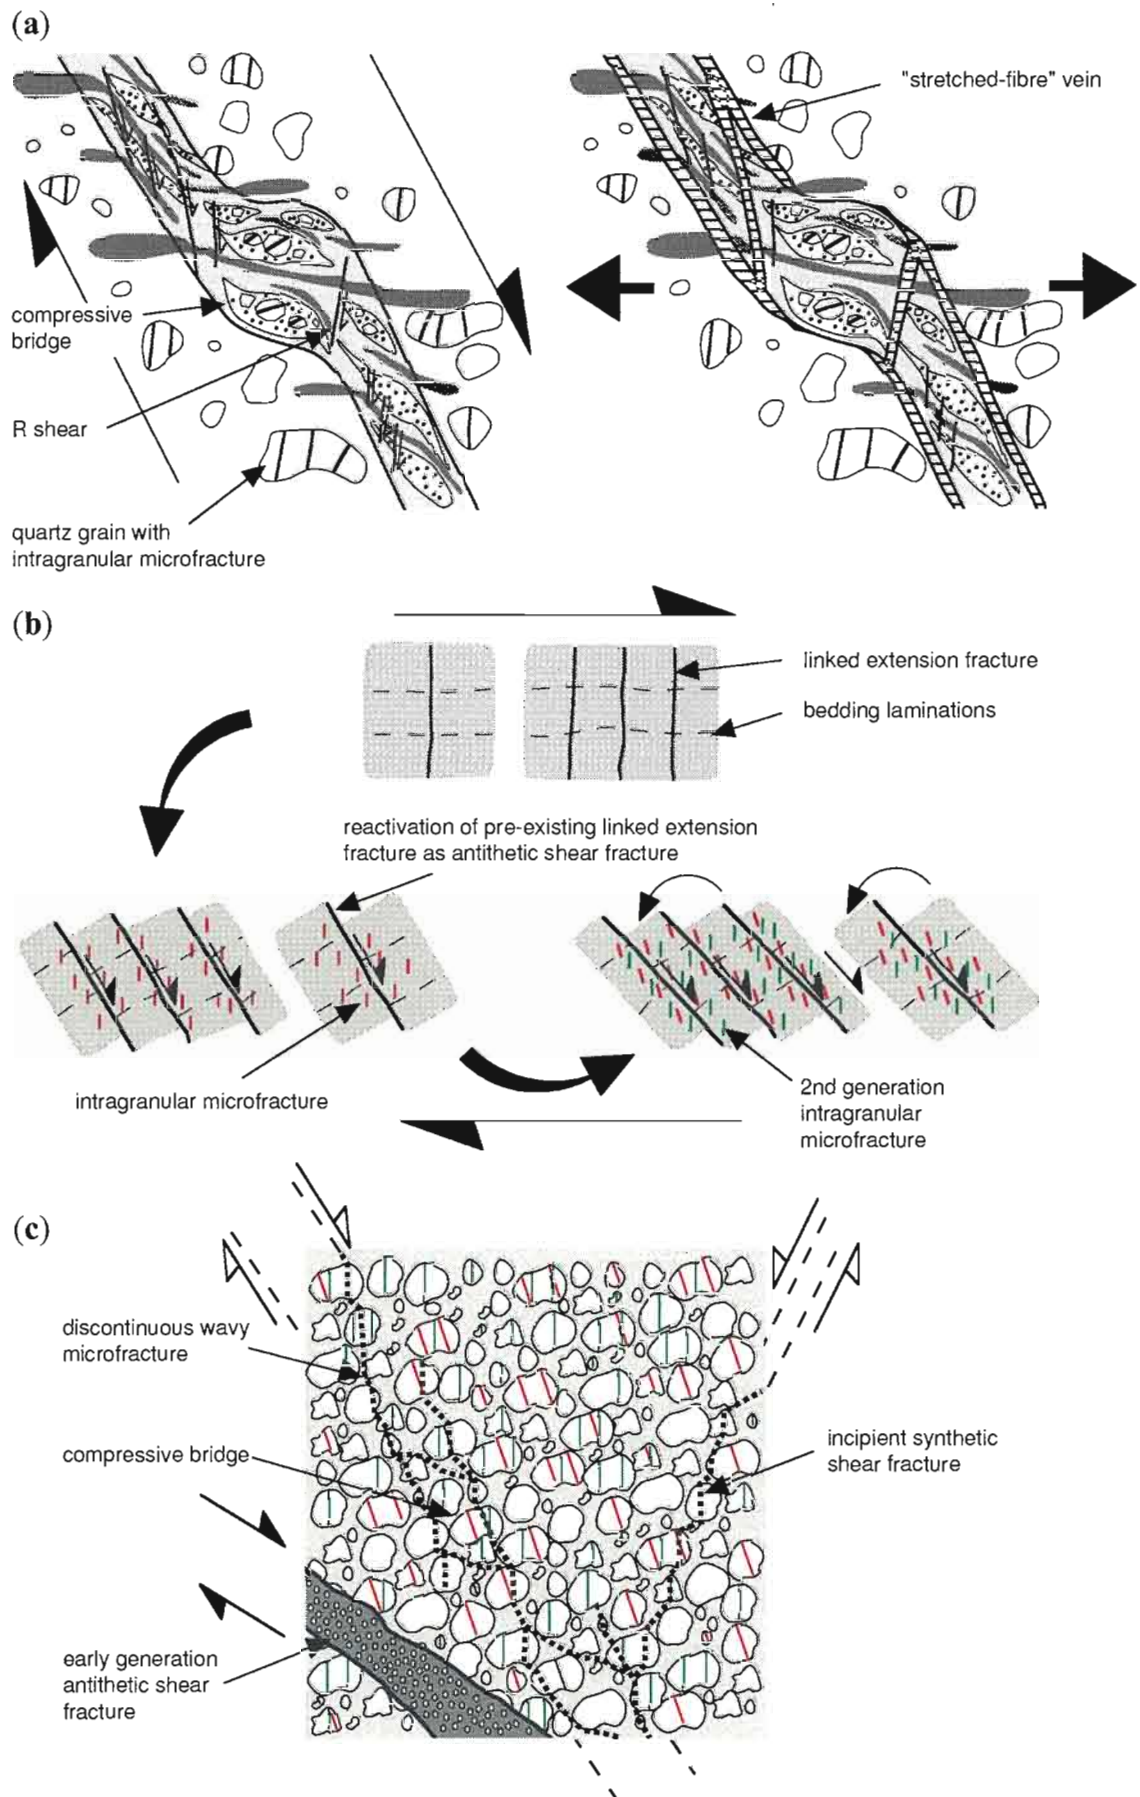 (a)
"stretched-fibre" vein
compressive
bridge
R shear
quartz grain with
intragranular microfracture
(b)
linked extension fracture
bedding laminations
reactivation of pre-existing linked extension
fracture as antithetic shear fracture
intragranular microfracture
2nd generation
intragranular
microfracture
(c)
discontinuous wavy
microfracture
compressive bridge
incipient synthetic
shear fracture
early generation
antithetic shear
fracture